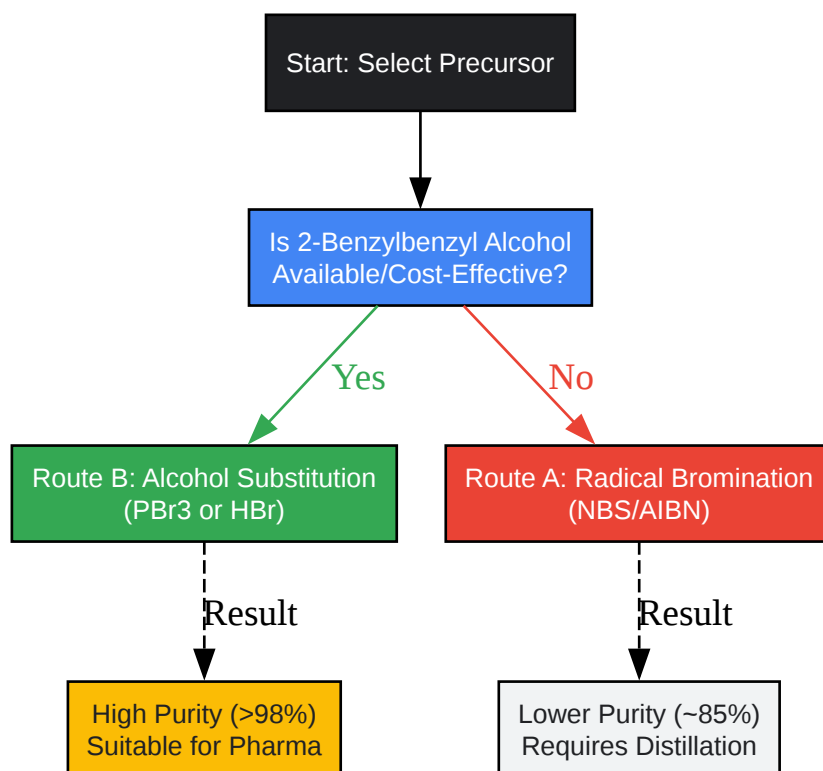 Start: Select Precursor
Is 2-Benzylbenzyl Alcohol
Available/Cost-Effective?
Yes
No
Route B: Alcohol Substitution
(PBr3 or HBr)
Route A: Radical Bromination
(NBS/AIBN)
Result
Result
High Purity (>98%)
Suitable for Pharma
Lower Purity (~85%)
Requires Distillation